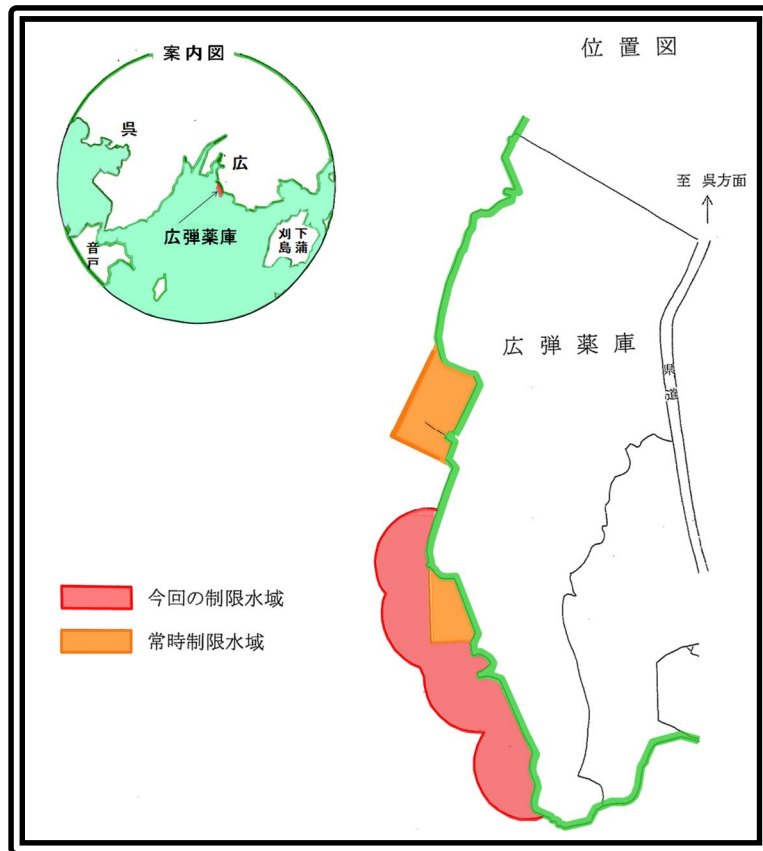 位置図
案内図
呉
広
広弾薬庫
音戸
下蒲
刈島
至 呉方面
広弾薬庫
県道
今回の制限水域
常時制限水域